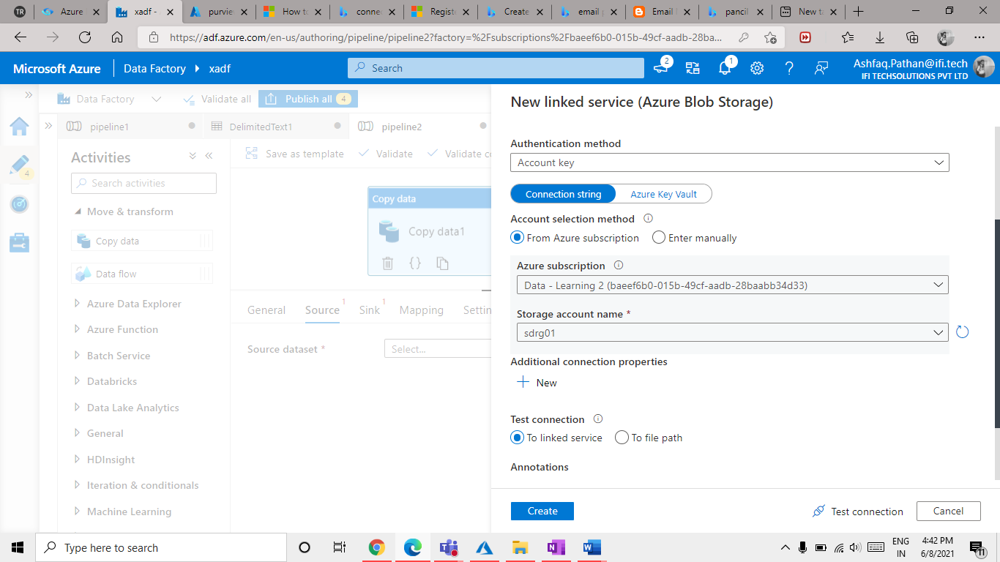 TR
Azure
xadf -
purvie
How to
conne
Regist
Create
email p
Email
pancil
New ta
https://adf.azure.com/en-us/authoring/pipeline/pipeline2?factory=%2Fsubscriptions%2Fbaeef6b0-015b-49cf-aadb-28ba...
Microsoft Azure
Data Factory
xadf
Search
2
1
Ashfaq.Pathan@ifi.tech
IFI TECHSOLUTIONS PVT LTD
Data Factory
Validate all
Publish all 4
pipeline1
DelimitedText1
pipeline2
4
Activities
Search activities
Move & transform
Copy data
Data flow
Azure Data Explorer
Azure Function
Batch Service
Databricks
Data Lake Analytics
General
HDInsight
Iteration & conditionals
Machine Learning
Save as template
Validate
Validate co
Copy data
Copy data1
General
Source 1
Sink 1
Mapping
Settin
Source dataset *
Select...
New linked service (Azure Blob Storage)
Authentication method
Account key
Connection string
Azure Key Vault
Account selection method
From Azure subscription
Enter manually
Azure subscription
Data - Learning 2 (baeef6b0-015b-49cf-aadb-28baabb34d33)
Storage account name *
sdrg01
Additional connection properties
New
Test connection
To linked service
To file path
Annotations
Create
Test connection
Cancel
Type here to search
ENG
IN
4:42 PM
6/8/2021
11